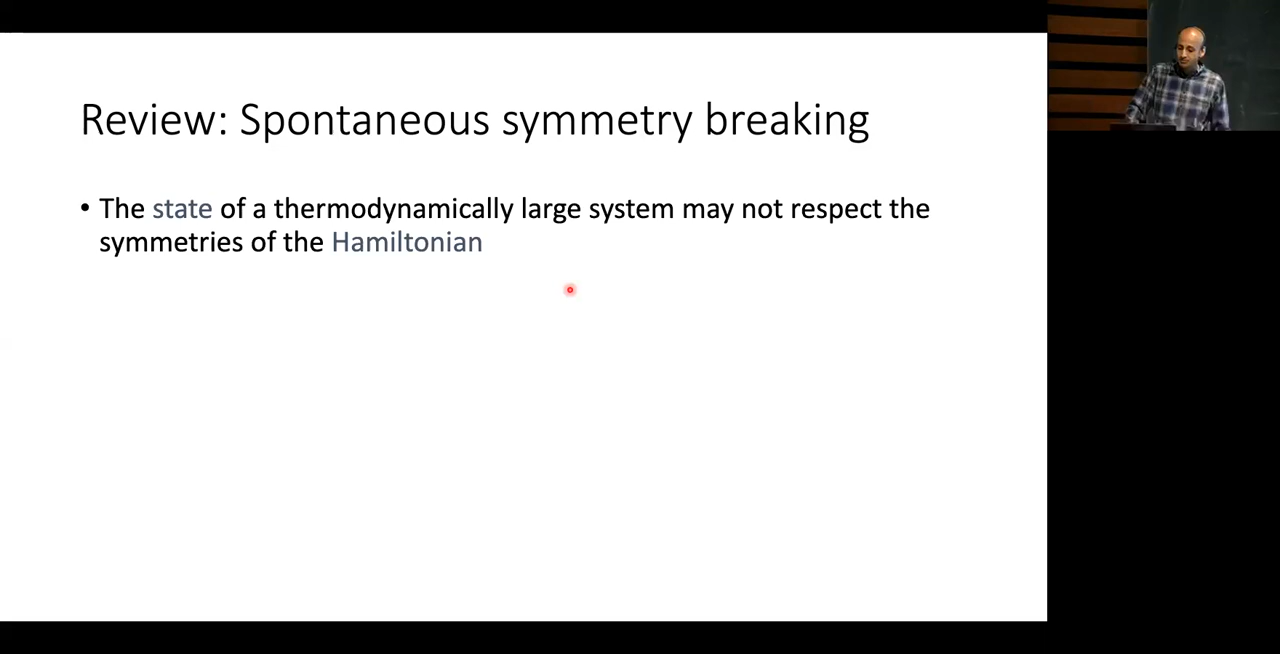 Review: Spontaneous symmetry breaking
• The state of a thermodynamically large system may not respect the
symmetries of the Hamiltonian